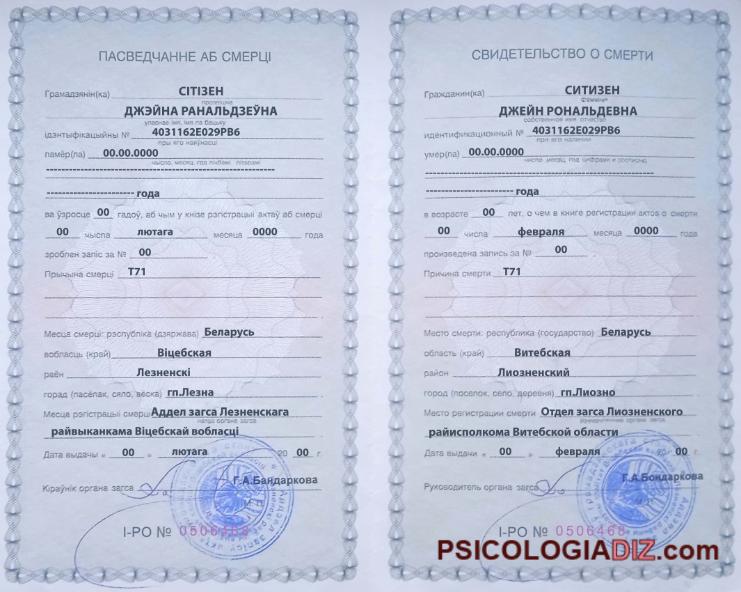 ПАСВЕДЧАННЕ АБ СМЕРЦІ
Грамадзянін(ка) СІТІЗЕН
прозвішча
ДЖЭЙНА РАНАЛЬДЗЕЎНА
уласнае імя, імя па бацьку
ідэнтыфікацыйны № 4031162E029PB6
пры яго наяўнасці
памёр(ла) 00.00.0000
чысло, месяц, год лічбамі
года
ва ўзросце 00 гадоў, аб чым у кнізе рэгістрацыі актаў аб смерці
00 чысла лютага месяца 0000 года
зроблен запіс за № 00
Прычына смерці T71
Месца смерці: рэспубліка (дзяржава) Беларусь
вобласць (край) Віцебская
раён Лезненскі
горад (пасёлак, сяло, вёска) гп.Лезна
Месца рэгістрацыі смерці Аддел загса Лезненскага
назва органа загса
райвыканкама Віцебскай вобласці
Дата выдачы « 00 » лютага 20 00 г.
Кіраўнік органа загса Г.А.Бандаркова
І-РО № 0506468
СВИДЕТЕЛЬСТВО О СМЕРТИ
Гражданин(ка) СИТИЗЕН
фамилия
ДЖЕЙН РОНАЛЬДЕВНА
собственное имя, отчество
идентификационный № 4031162E029PB6
при его наличии
умер(ла) 00.00.0000
число, месяц, год цифрами и прописью
года
в возрасте 00 лет, о чем в книге регистрации актов о смерти
00 числа февраля месяца 0000 года
произведена запись за № 00
Причина смерти T71
Место смерти: республика (государство) Беларусь
область (край) Витебская
район Лиозненский
город (поселок, село, деревня) гп.Лиозно
Место регистрации смерти Отдел загса Лиозненского
наименование органа загса
райисполкома Витебской области
Дата выдачи « 00 » февраля 20 00 г.
Руководитель органа загса Г.А.Бондаркова
І-РО № 0506468
PSICOLOGIADIZ.com